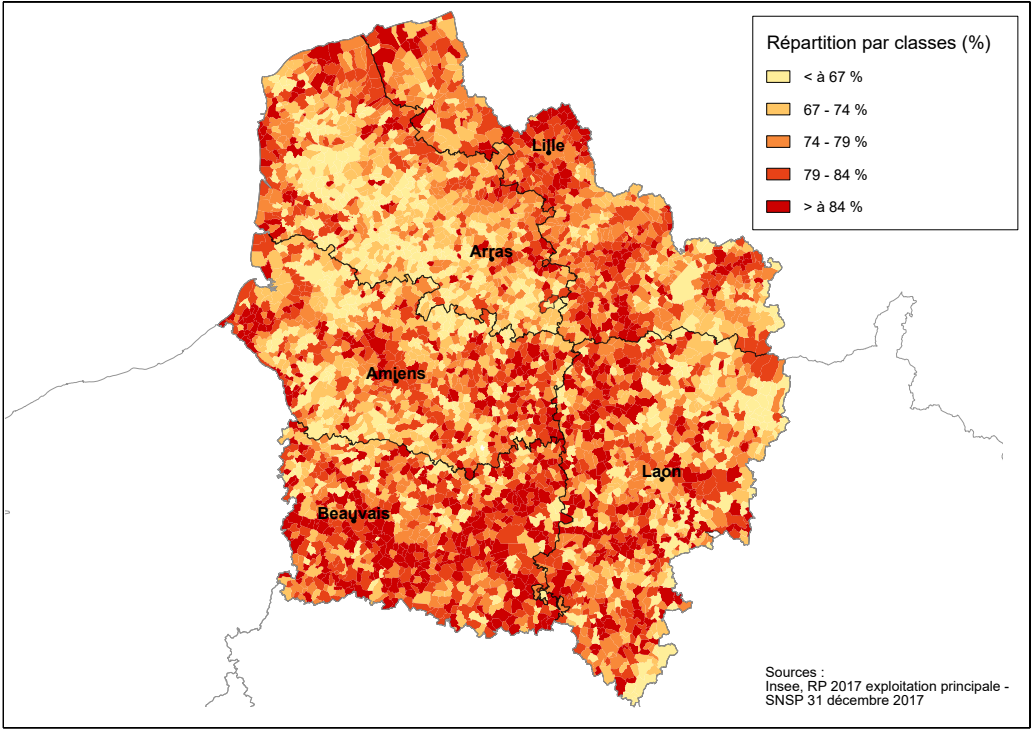 Répartition par classes (%)
< à 67 %
67 - 74 %
74 - 79 %
79 - 84 %
> à 84 %
Lille
Arras
Amiens
Laon
Beauvais
Sources :
Insee, RP 2017 exploitation principale -
SNSP 31 décembre 2017